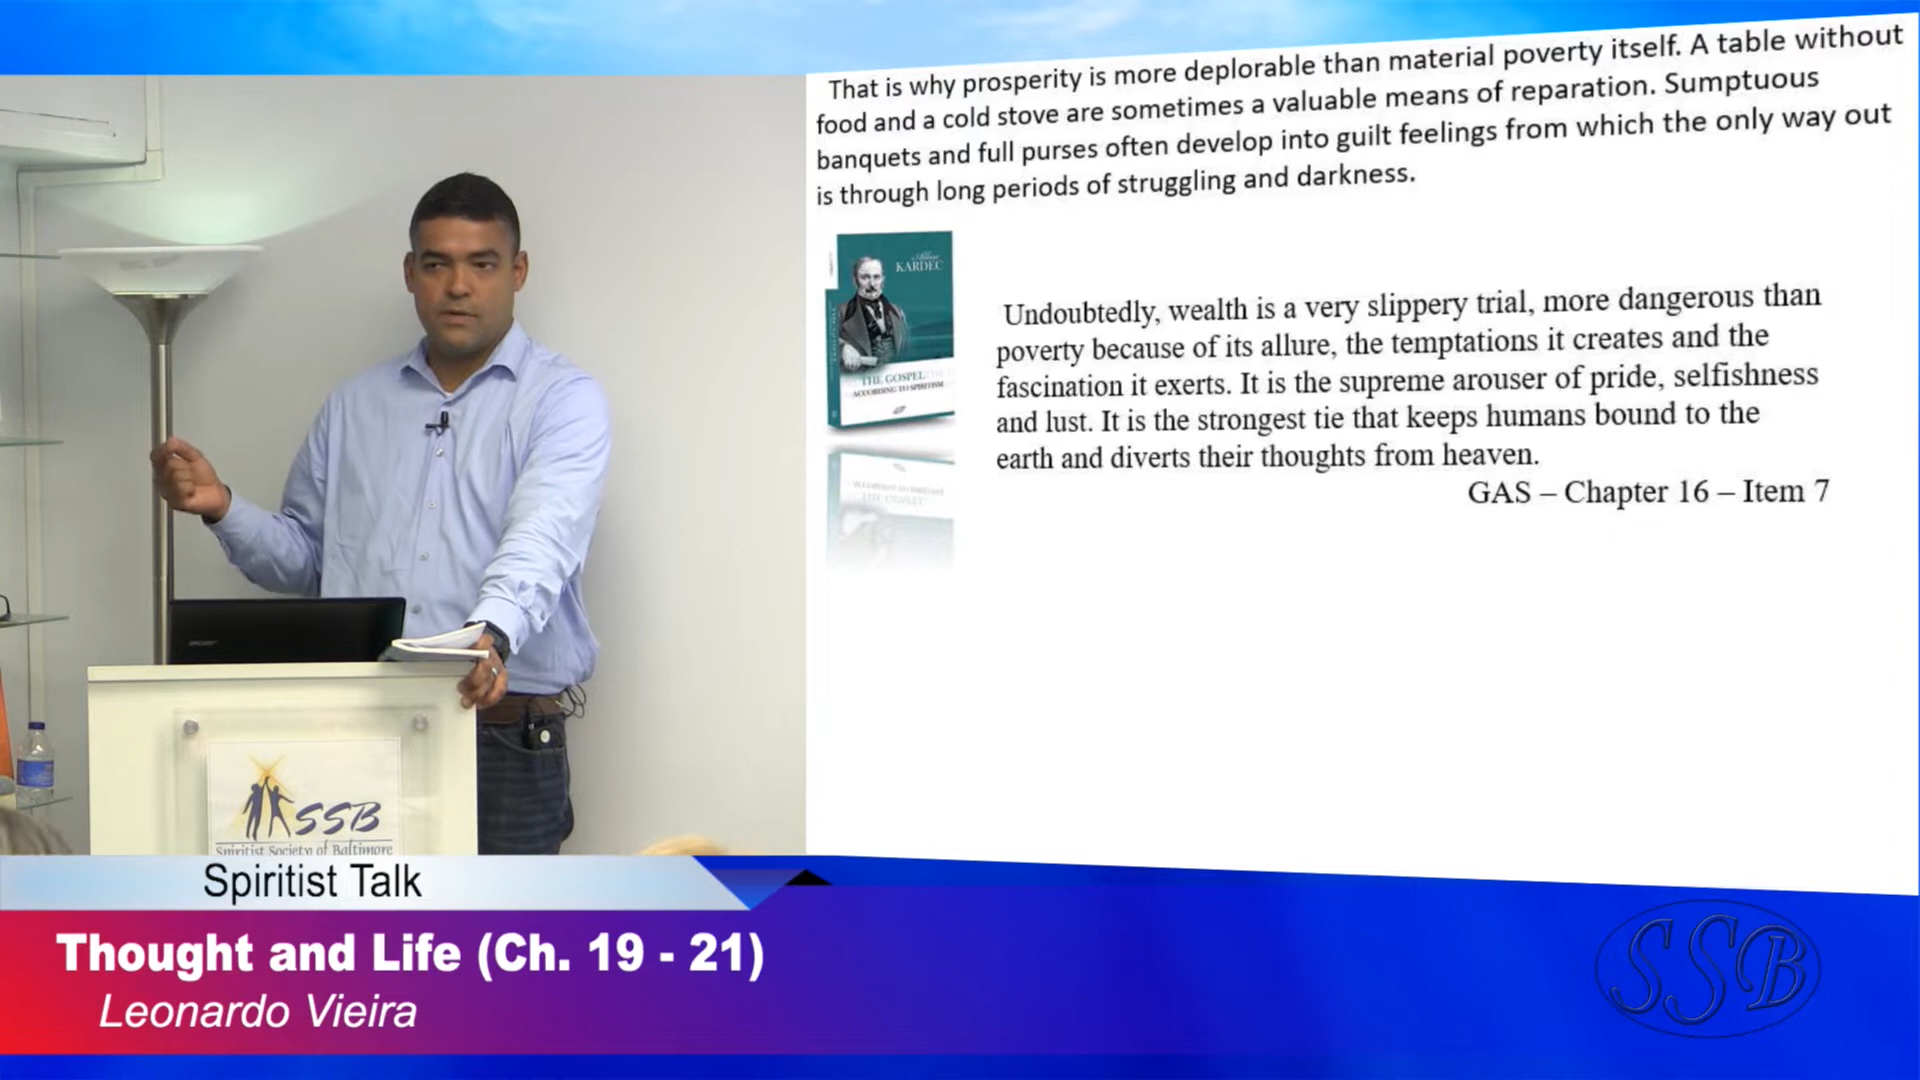 That is why prosperity is more deplorable than material poverty itself. A table without
food and a cold stove are sometimes a valuable means of reparation. Sumptuous
banquets and full purses often develop into guilt feelings from which the only way out
is through long periods of struggling and darkness.
Allan
KARDEC
THE GOSPEL
ACCORDING TO SPIRITISM
Undoubtedly, wealth is a very slippery trial, more dangerous than
poverty because of its allure, the temptations it creates and the
fascination it exerts. It is the supreme arouser of pride, selfishness
and lust. It is the strongest tie that keeps humans bound to the
earth and diverts their thoughts from heaven.
GAS – Chapter 16 – Item 7
SSB
Spiritist Society of Baltimore
Spiritist Talk
Thought and Life (Ch. 19 - 21)
Leonardo Vieira
SSB